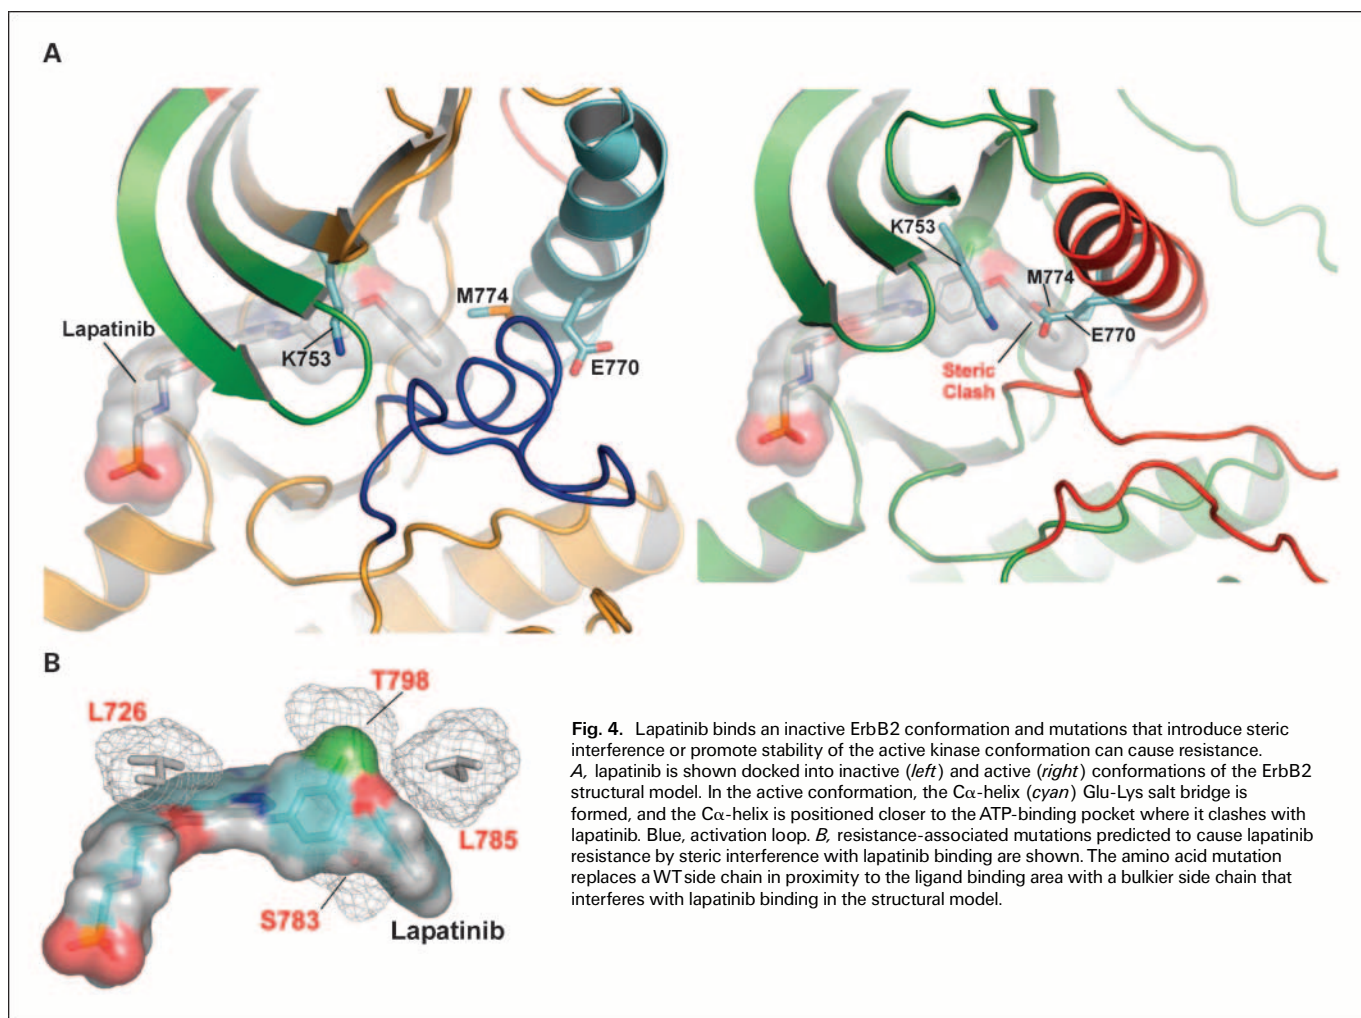 A
Lapatinib
K753
M774
E770
K753
M774
E770
Steric
Clash
B
L726
T798
L785
S783
Lapatinib
Fig. 4. Lapatinib binds an inactive ErbB2 conformation and mutations that introduce steric
interference or promote stability of the active kinase conformation can cause resistance.
A, lapatinib is shown docked into inactive (left) and active (right) conformations of the ErbB2
structural model. In the active conformation, the Cα-helix (cyan) Glu-Lys salt bridge is
formed, and the Cα-helix is positioned closer to the ATP-binding pocket where it clashes with
lapatinib. Blue, activation loop. B, resistance-associated mutations predicted to cause lapatinib
resistance by steric interference with lapatinib binding are shown. The amino acid mutation
replaces a WT side chain in proximity to the ligand binding area with a bulkier side chain that
interferes with lapatinib binding in the structural model.